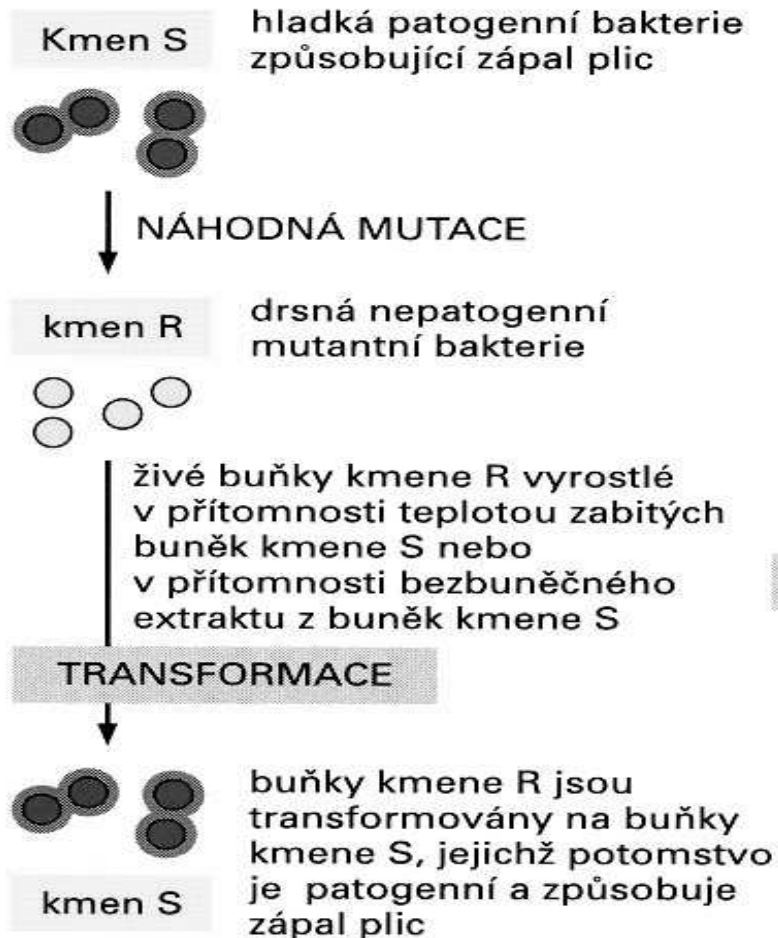 Kmen S
hladká patogenní bakterie
způsobující zápal plic
NÁHODNÁ MUTACE
kmen R
drsná nepatogenní
mutantní bakterie
živé buňky kmene R vyrostlé
v přítomnosti teplotou zabitých
buněk kmene S nebo
v přítomnosti bezbuněčného
extraktu z buněk kmene S
TRANSFORMACE
buňky kmene R jsou
transformovány na buňky
kmene S, jejichž potomstvo
je patogenní a způsobuje
zápal plic
kmen S